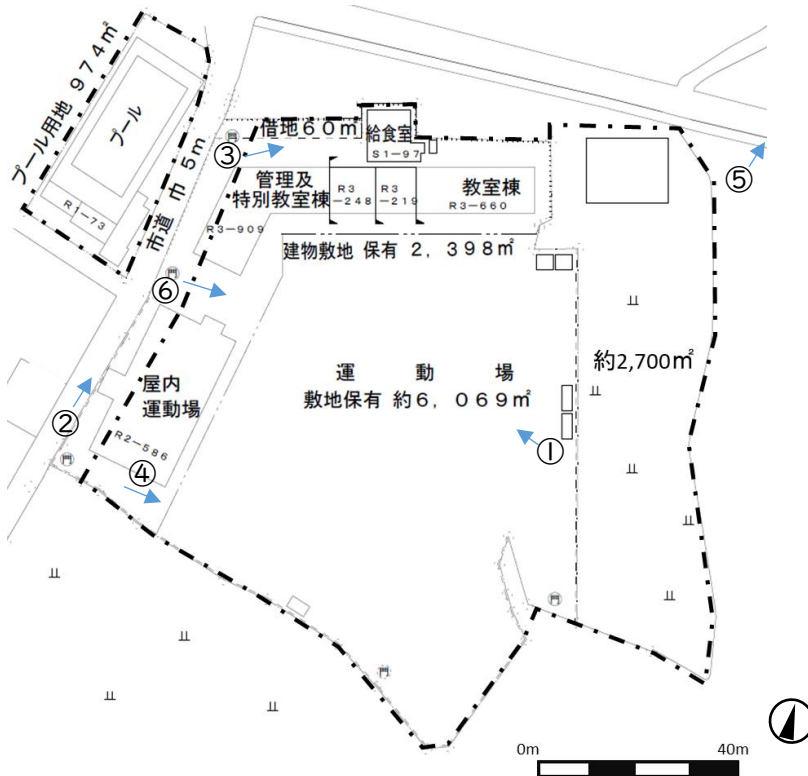 プール用地 974㎡
プール
R1-73
市道 巾 5m
借地60㎡
給食室
S1-97
③
⑤
管理及
特別教室棟
R3
-248
R3
-219
教室棟
R3-660
R3-909
建物敷地 保有 2, 398㎡
⑥
約2,700㎡
運 動 場
敷地保有 約6, 069㎡
屋内
運動場
②
R2-586
①
④
0m
40m